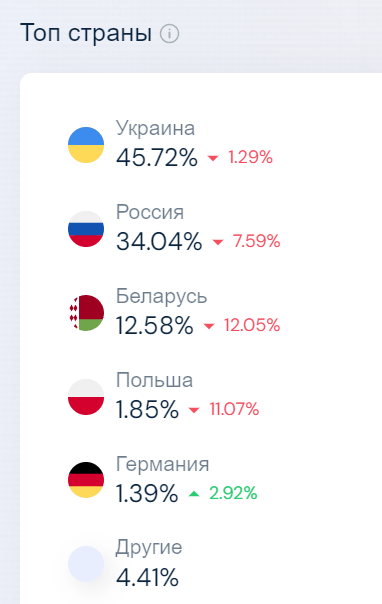 Топ страны
Украина
45.72% 1.29%
Россия
34.04% 7.59%
Беларусь
12.58% 12.05%
Польша
1.85% 11.07%
Германия
1.39% 2.92%
Другие
4.41%